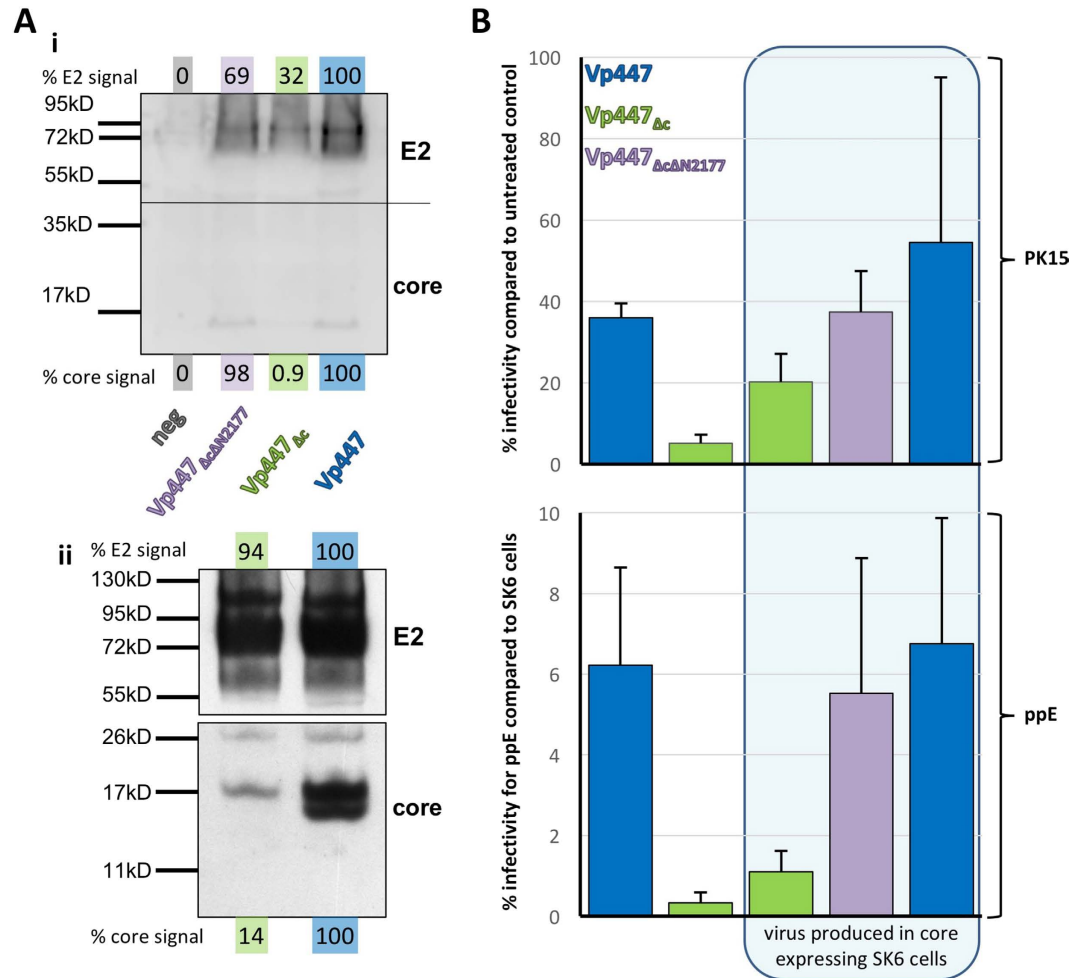 A
i
% E2 signal 0 69 32 100
95kD
72kD
E2
55kD
35kD
core
17kD
% core signal 0 98 0.9 100
neg
Vp447ΔcΔN2177
Vp447Δc
Vp447
ii
% E2 signal 94 100
130kD
95kD
E2
72kD
55kD
26kD
17kD
core
11kD
% core signal 14 100
B
% infectivity compared to untreated control
100
80
60
40
20
0
Vp447
Vp447Δc
Vp447ΔcΔN2177
PK15
% infectivity for ppE compared to SK6 cells
10
8
6
4
2
0
ppE
virus produced in core
expressing SK6 cells